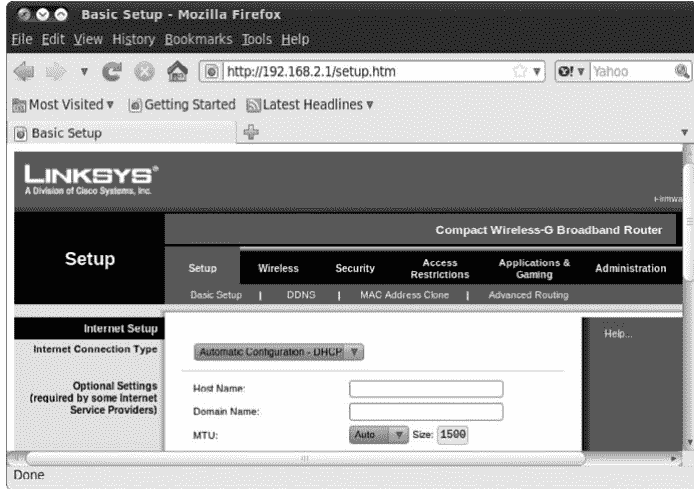 Basic Setup - Mozilla Firefox
File Edit View History Bookmarks Tools Help
http://192.168.2.1/setup.htm Yahoo
Most Visited Getting Started Latest Headlines
Basic Setup
LINKSYS®
A Division of Cisco Systems, Inc.
Compact Wireless-G Broadband Router
Setup
Setup Wireless Security Access Restrictions Applications & Gaming Administration
Basic Setup | DDNS | MAC Address Clone | Advanced Routing
Internet Setup
Internet Connection Type
Automatic Configuration - DHCP
Help...
Optional Settings
(required by some Internet
Service Providers)
Host Name:
Domain Name:
MTU: Auto Size: 1500
Done